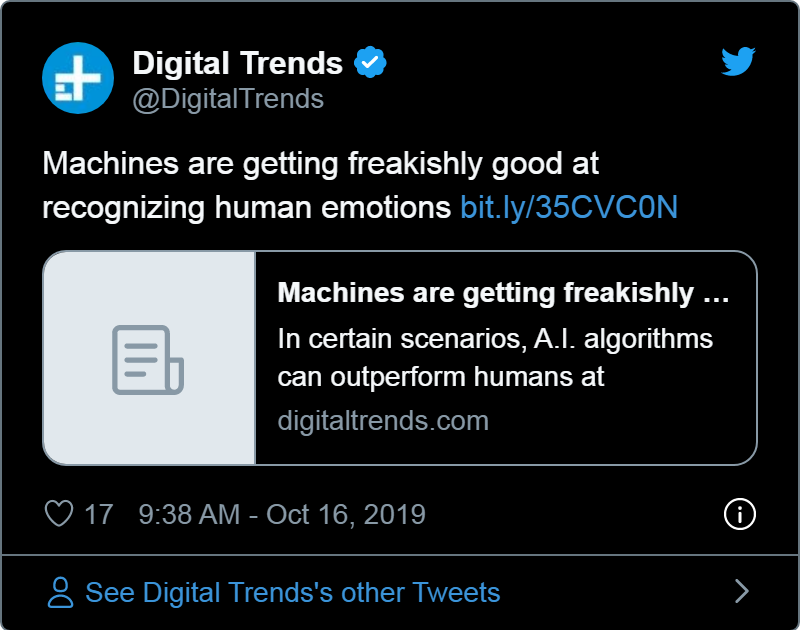 Digital Trends
@DigitalTrends
Machines are getting freakishly good at
recognizing human emotions bit.ly/35CVC0N
Machines are getting freakishly ...
In certain scenarios, A.I. algorithms
can outperform humans at
digitaltrends.com
17 9:38 AM - Oct 16, 2019
See Digital Trends's other Tweets